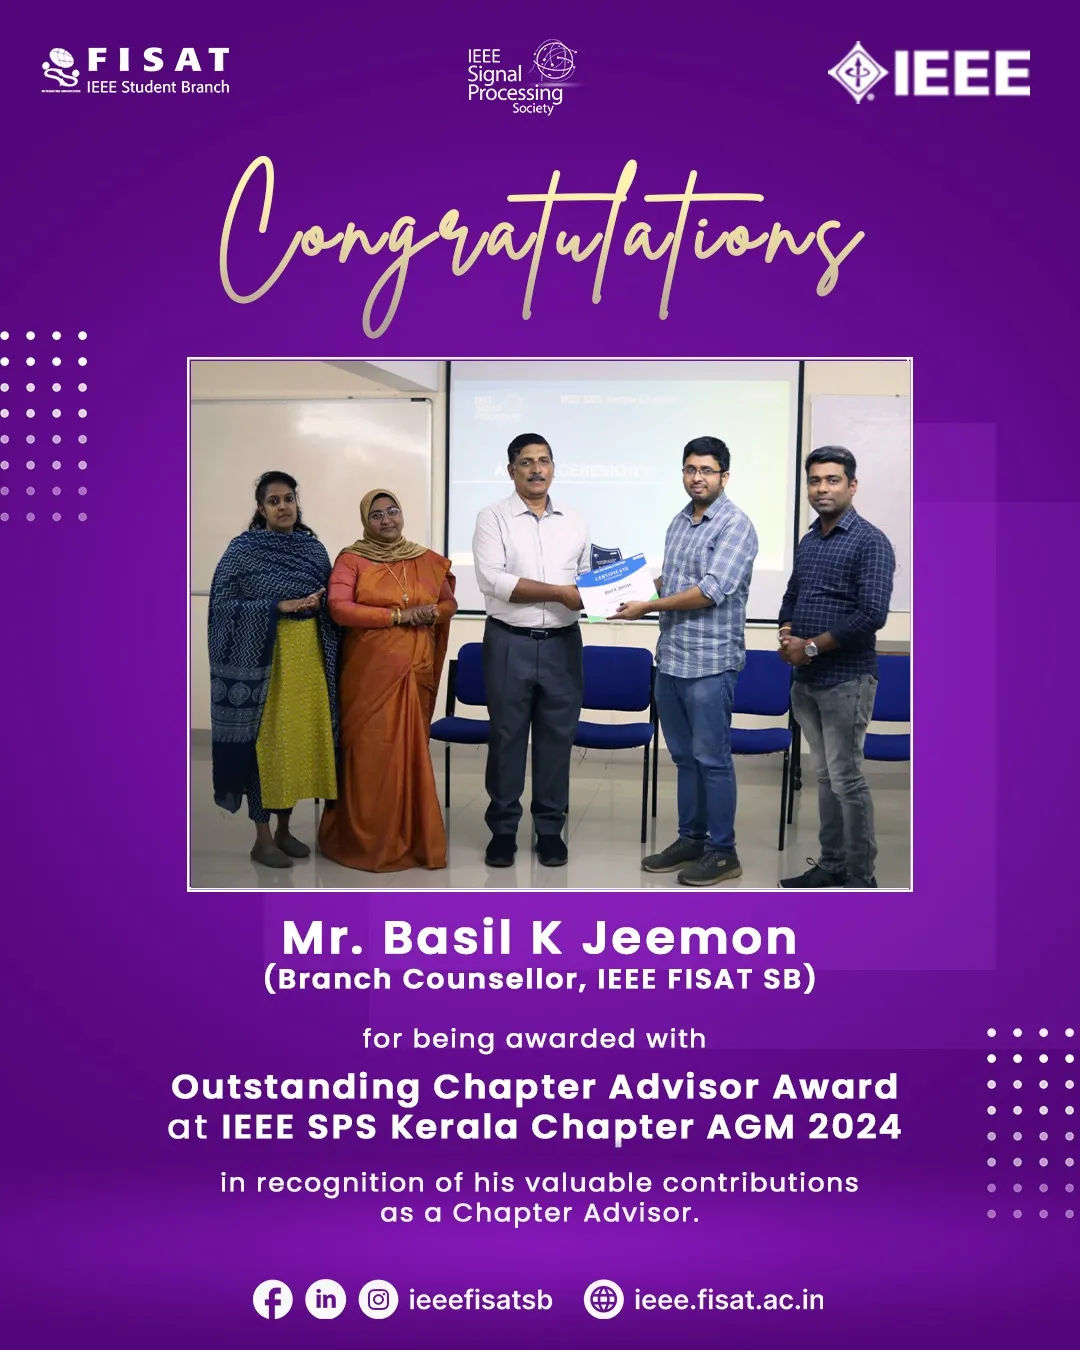 FISAT
IEEE Student Branch
IEEE
Signal
Processing
Society
IEEE
Congratulations
CEREMONY
CERTIFICATE
Mr. Basil K Jeemon
(Branch Counsellor, IEEE FISAT SB)
for being awarded with
Outstanding Chapter Advisor Award
at IEEE SPS Kerala Chapter AGM 2024
in recognition of his valuable contributions
as a Chapter Advisor.
ieeefisatsb
ieee.fisat.ac.in